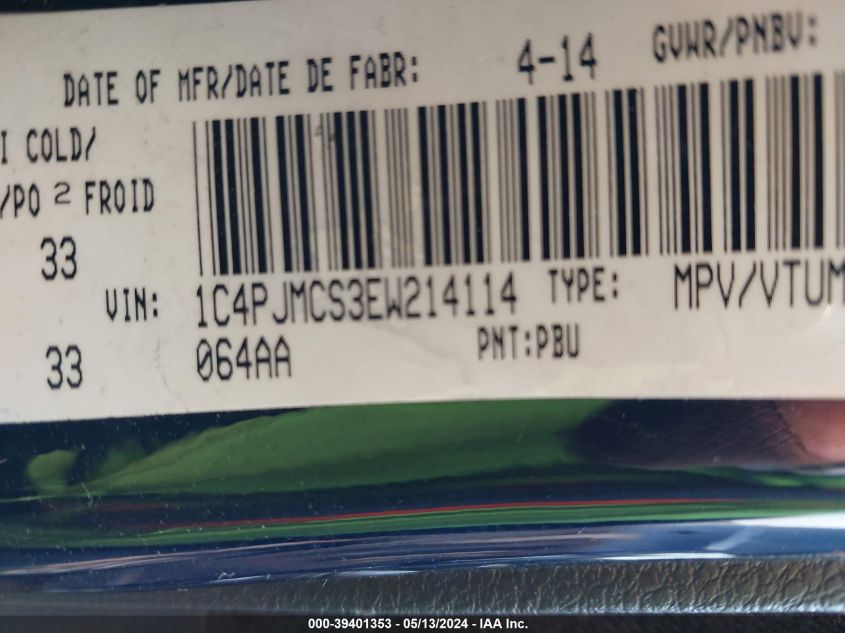 DATE OF MFR/DATE DE FABR: 4-14 GVWR/PNBV:
I COLD/
/PO 2 FROID
33
VIN: 1C4PJMCS3EW214114 TYPE: MPV/VTUM
33 064AA PNT:PBU
000-39401353 - 05/13/2024 - IAA Inc.